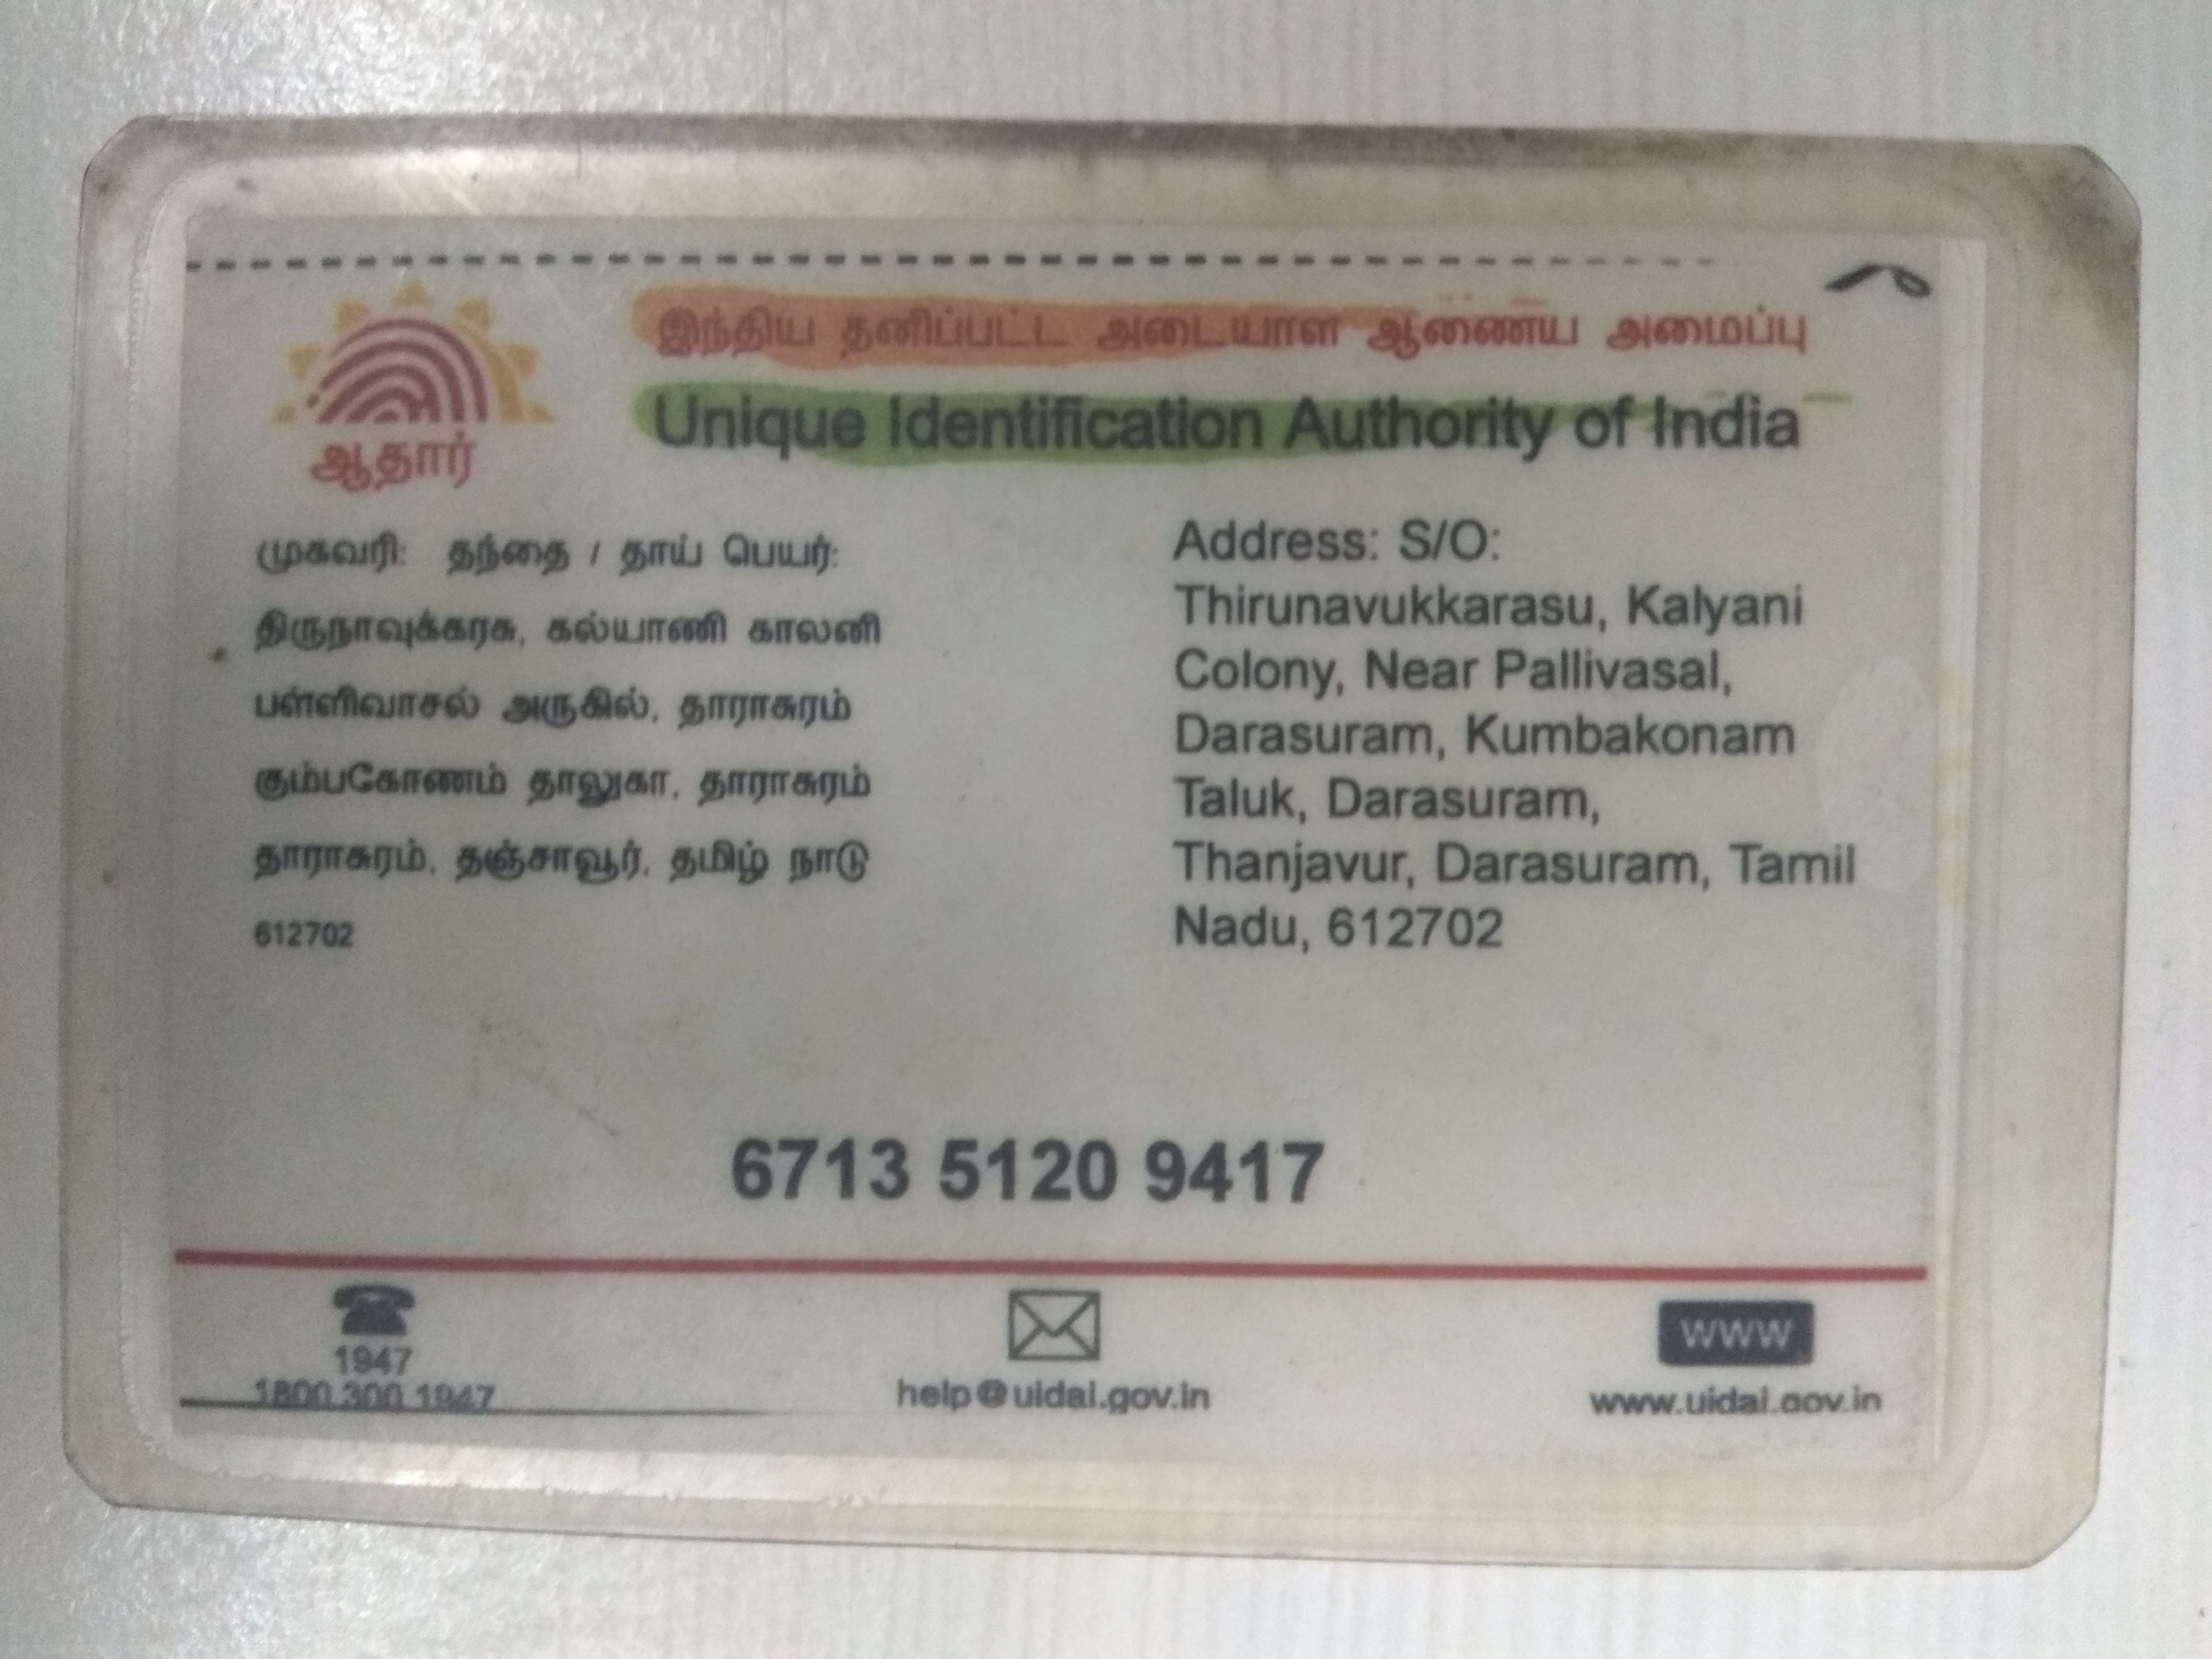 இந்திய தனிப்பட்ட அடையாள ஆணைய அமைப்பு
Unique Identification Authority of India
ஆதார்
முகவரி: தந்தை / தாய் பெயர்:
திருநாவுக்கரசு, கல்யாணி காலனி
பள்ளிவாசல் அருகில், தாராசுரம்
கும்பகோணம் தாலுகா, தாராசுரம்
தாராசுரம், தஞ்சாவூர், தமிழ் நாடு
612702
Address: S/O:
Thirunavukkarasu, Kalyani
Colony, Near Pallivasal,
Darasuram, Kumbakonam
Taluk, Darasuram,
Thanjavur, Darasuram, Tamil
Nadu, 612702
6713 5120 9417
1947
1800 300 1947
help@uidai.gov.in
www
www.uidai.gov.in